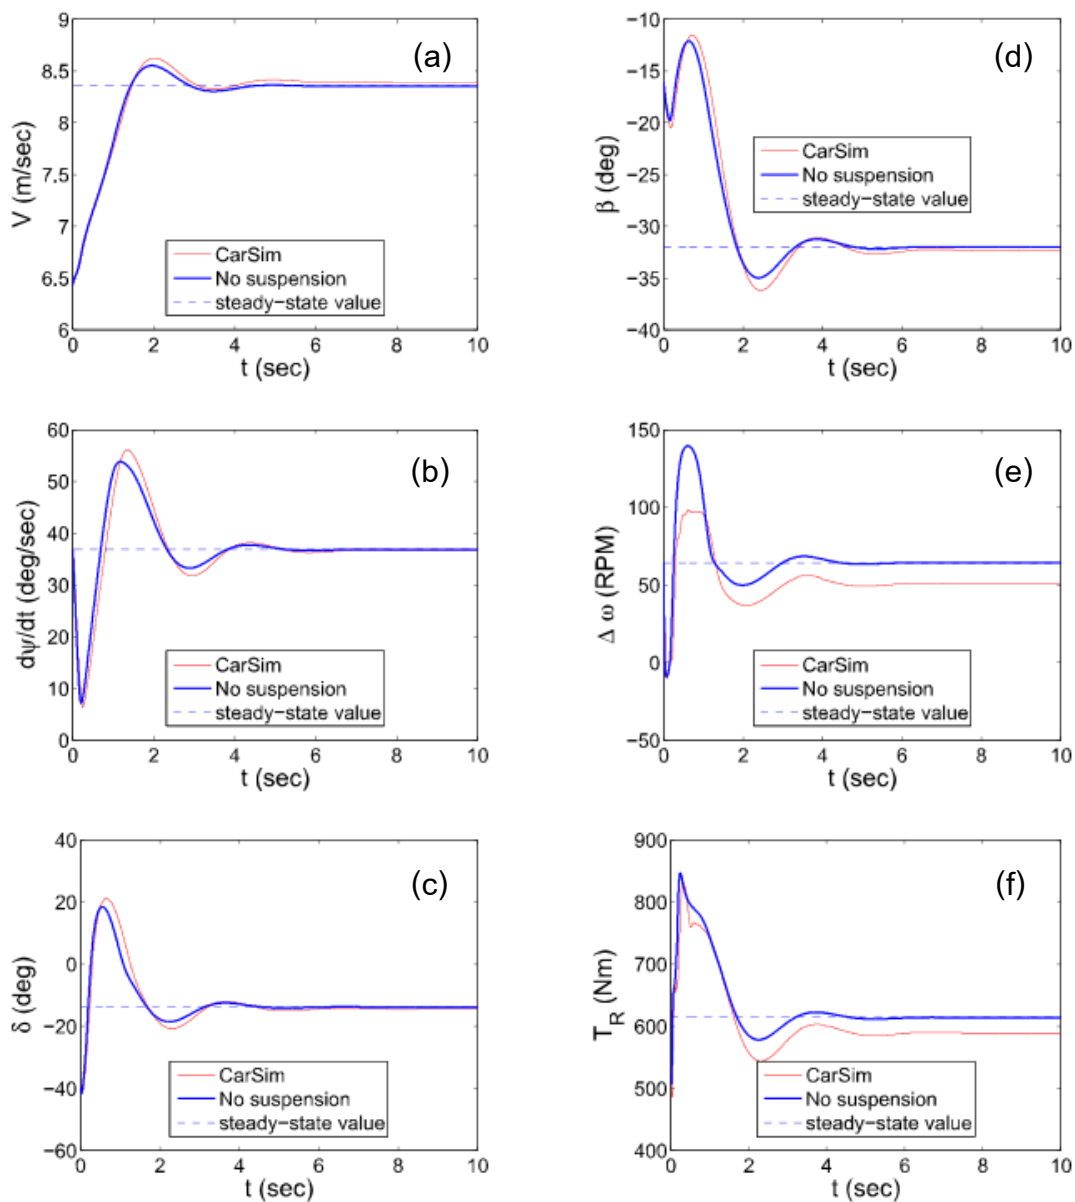 (a)
9
8.5
8
7.5
7
6.5
6
V (m/sec)
CarSim
No suspension
steady−state value
0 2 4 6 8 10
t (sec)
(d)
−10
−15
−20
−25
−30
−35
−40
β (deg)
CarSim
No suspension
steady−state value
0 2 4 6 8 10
t (sec)
(b)
60
50
40
30
20
10
0
dψ/dt (deg/sec)
CarSim
No suspension
steady−state value
0 2 4 6 8 10
t (sec)
(e)
150
100
50
0
−50
Δ ω (RPM)
CarSim
No suspension
steady−state value
0 2 4 6 8 10
t (sec)
(c)
40
20
0
−20
−40
−60
δ (deg)
CarSim
No suspension
steady−state value
0 2 4 6 8 10
t (sec)
(f)
900
800
700
600
500
400
T_R (Nm)
CarSim
No suspension
steady−state value
0 2 4 6 8 10
t (sec)